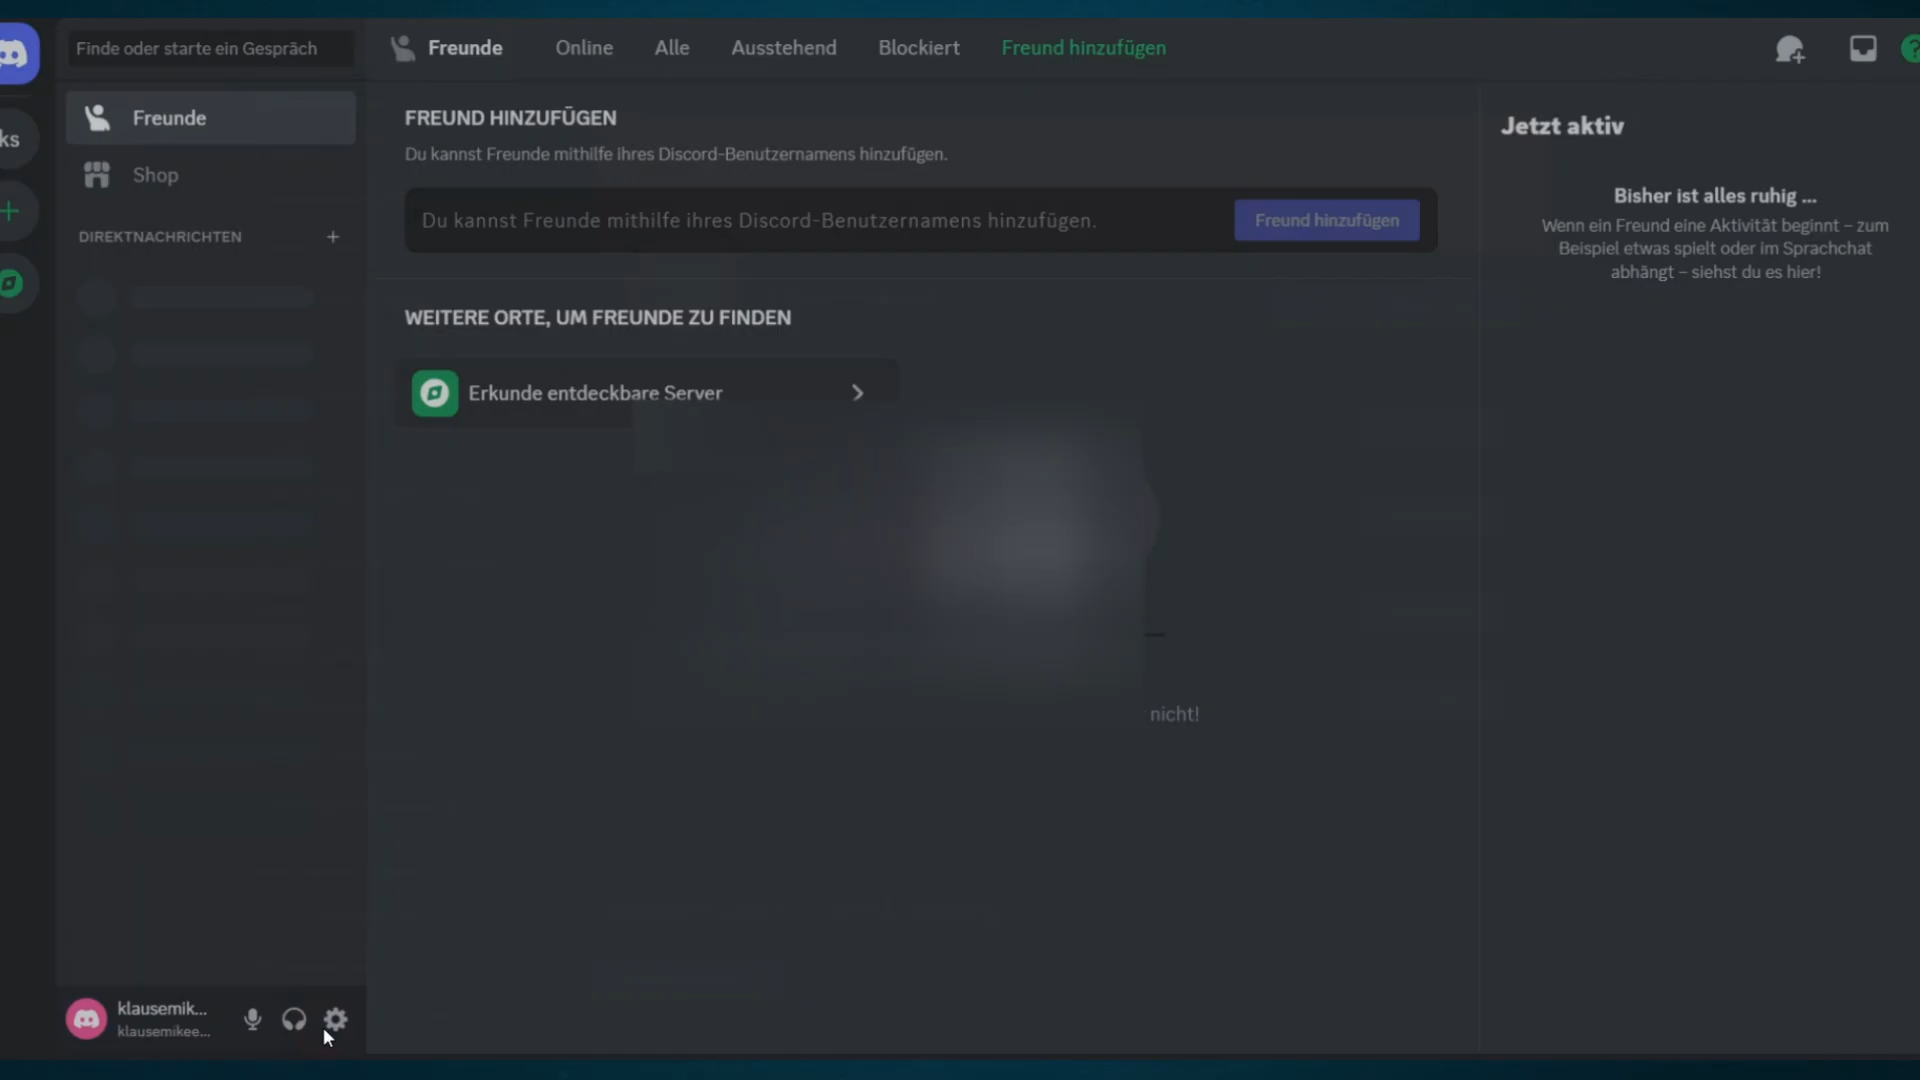 Finde oder starte ein Gespräch
Freunde
Online
Alle
Ausstehend
Blockiert
Freund hinzufügen
ks
Freunde
Shop
DIREKTNACHRICHTEN
FREUND HINZUFÜGEN
Du kannst Freunde mithilfe ihres Discord-Benutzernamens hinzufügen.
Du kannst Freunde mithilfe ihres Discord-Benutzernamens hinzufügen.
Freund hinzufügen
WEITERE ORTE, UM FREUNDE ZU FINDEN
Erkunde entdeckbare Server
nicht!
Jetzt aktiv
Bisher ist alles ruhig ...
Wenn ein Freund eine Aktivität beginnt – zum
Beispiel etwas spielt oder im Sprachchat
abhängt – siehst du es hier!
klausemik...
klausemikee...